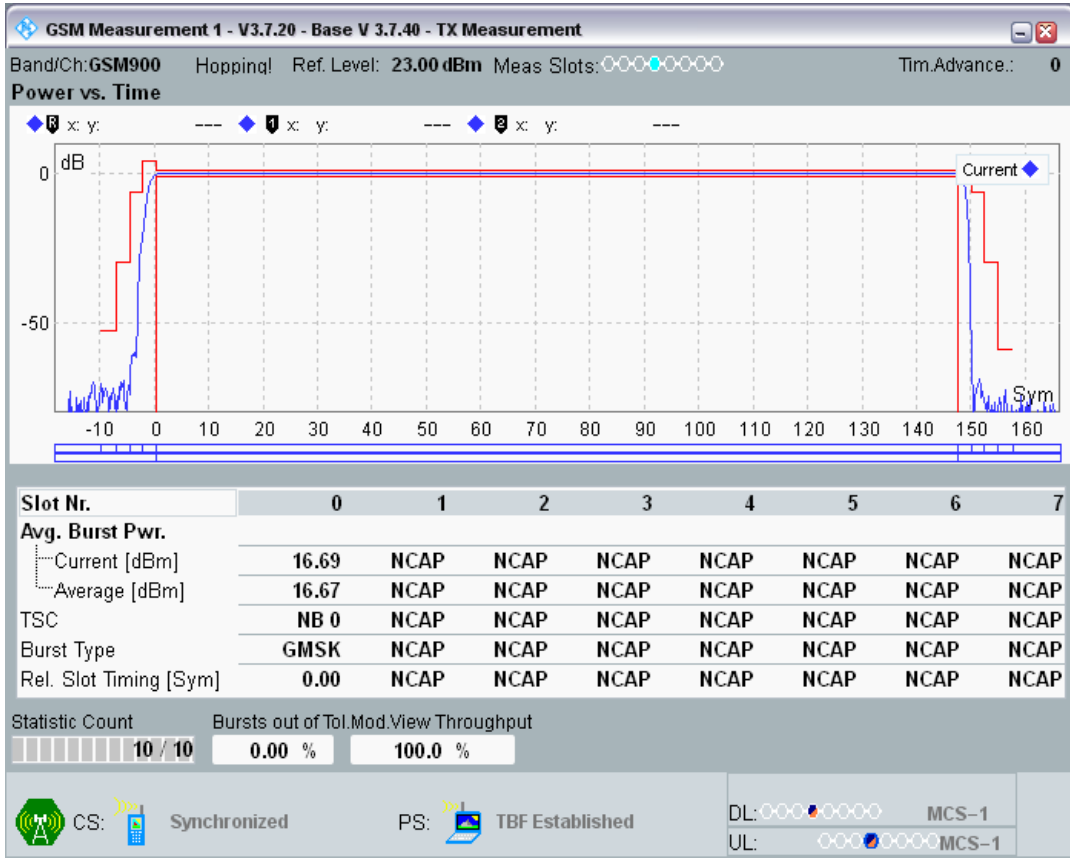 GSM Measurement 1 - V3.7.20 - Base V 3.7.40 - TX Measurement
Band/Ch:GSM900 Hopping! Ref. Level: 23.00 dBm Meas Slots: Tim.Advance.: 0
Power vs. Time
R x: y: --- 1 x: y: --- 2 x: y: ---
dB
Current
0
-50
Sym
-10 0 10 20 30 40 50 60 70 80 90 100 110 120 130 140 150 160
Slot Nr. 0 1 2 3 4 5 6 7
Avg. Burst Pwr.
Current [dBm] 16.69 NCAP NCAP NCAP NCAP NCAP NCAP NCAP
Average [dBm] 16.67 NCAP NCAP NCAP NCAP NCAP NCAP NCAP
TSC NB 0 NCAP NCAP NCAP NCAP NCAP NCAP NCAP
Burst Type GMSK NCAP NCAP NCAP NCAP NCAP NCAP NCAP
Rel. Slot Timing [Sym] 0.00 NCAP NCAP NCAP NCAP NCAP NCAP NCAP
Statistic Count Bursts out of Tol.Mod.View Throughput
10 / 10 0.00 % 100.0 %
CS: Synchronized PS: TBF Established
DL: MCS-1
UL: MCS-1